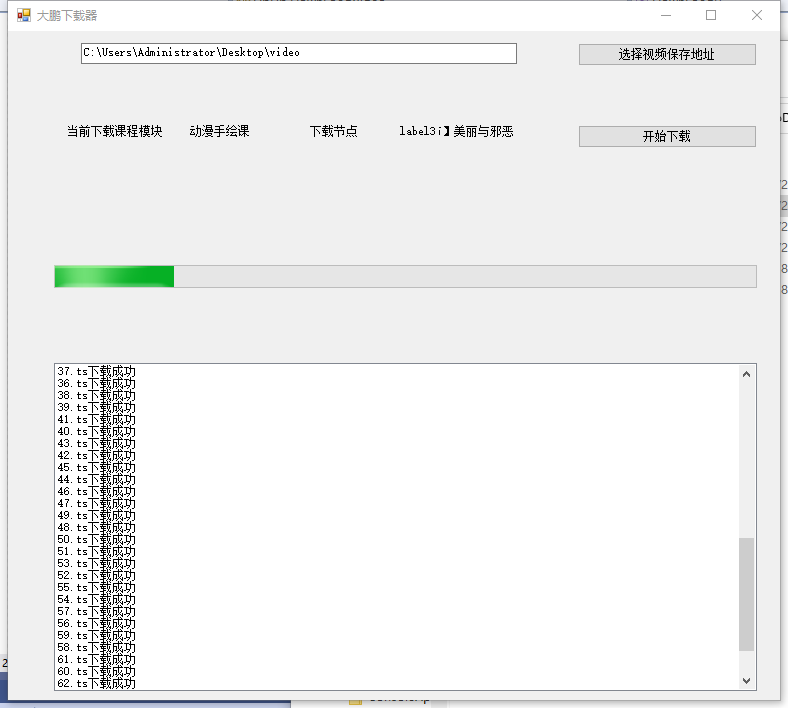 大鹏下载器
C:\Users\Administrator\Desktop\video
选择视频保存地址
当前下载课程模块 动漫手绘课 下载节点 label3i】美丽与邪恶
开始下载
37.ts下载成功
36.ts下载成功
38.ts下载成功
39.ts下载成功
41.ts下载成功
40.ts下载成功
43.ts下载成功
42.ts下载成功
45.ts下载成功
44.ts下载成功
46.ts下载成功
47.ts下载成功
49.ts下载成功
48.ts下载成功
50.ts下载成功
51.ts下载成功
53.ts下载成功
52.ts下载成功
55.ts下载成功
54.ts下载成功
57.ts下载成功
56.ts下载成功
59.ts下载成功
58.ts下载成功
61.ts下载成功
60.ts下载成功
62.ts下载成功